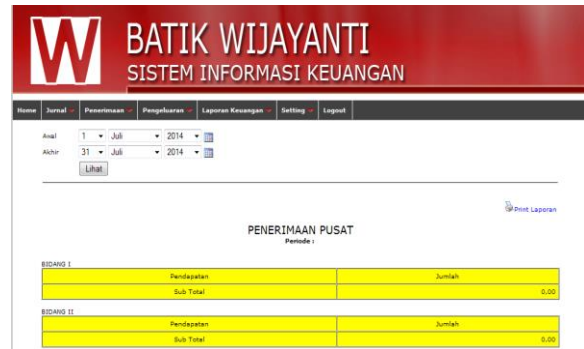 W BATIK WIJAYANTI
SISTEM INFORMASI KEUANGAN
Home Jurnal Penerimaan Pengeluaran Laporan Keuangan Setting Logout
Awal 1 Juli 2014
Akhir 31 Juli 2014
Lihat
Print Laporan
PENERIMAAN PUSAT
Periode :
BIDANG I
Pendapatan Jumlah
Sub Total 0,00
BIDANG II
Pendapatan Jumlah
Sub Total 0,00